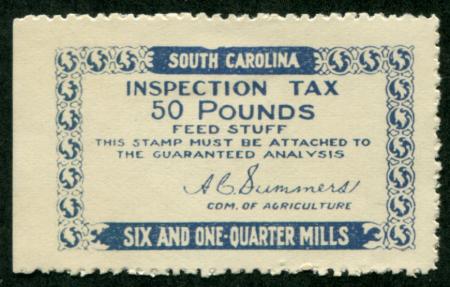 SOUTH CAROLINA
INSPECTION TAX
50 POUNDS
FEED STUFF
THIS STAMP MUST BE ATTACHED TO
THE GUARANTEED ANALYSIS
A C Summers
COM. OF AGRICULTURE
SIX AND ONE-QUARTER MILLS